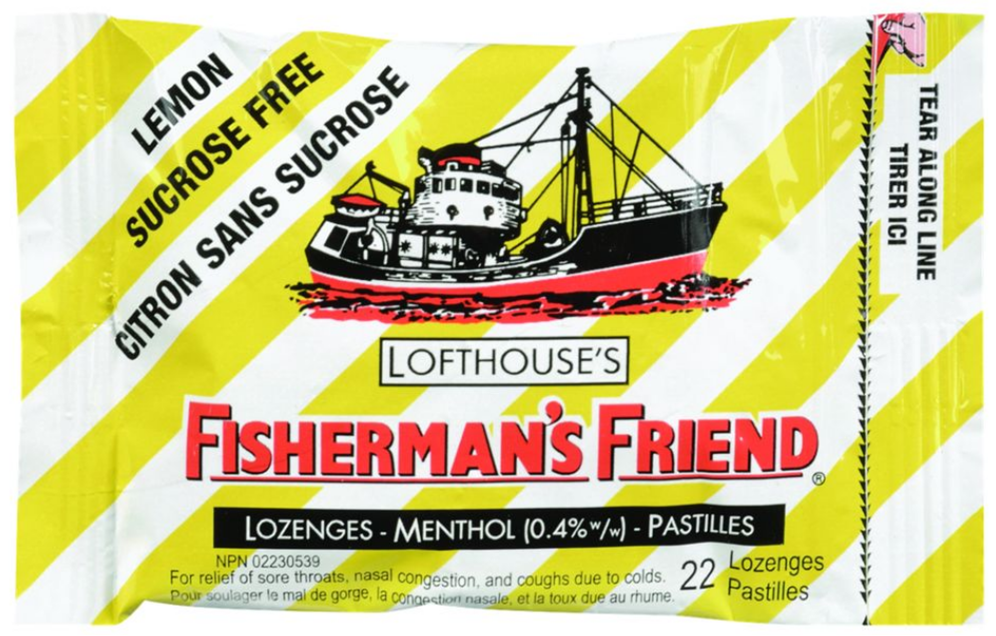 LEMON
SUCROSE FREE
CITRON SANS SUCROSE
TEAR ALONG LINE
TIRER ICI
LOFTHOUSE'S
FISHERMAN'S FRIEND®
LOZENGES - MENTHOL (0.4% w/w) - PASTILLES
NPN 02230539
For relief of sore throats, nasal congestion, and coughs due to colds.
Pour soulager le mal de gorge, la congestion nasale, et la toux due au rhume.
22 Lozenges
Pastilles